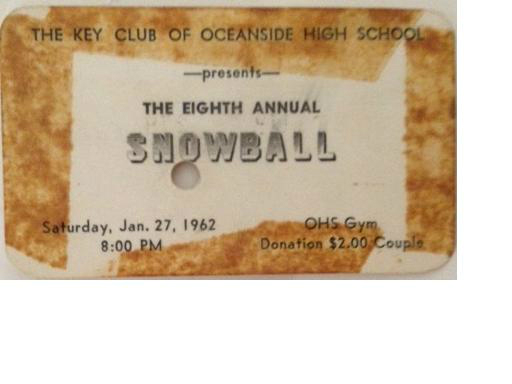 THE KEY CLUB OF OCEANSIDE HIGH SCHOOL
—presents—
THE EIGHTH ANNUAL
SNOWBALL
Saturday, Jan. 27, 1962
8:00 PM
OHS Gym
Donation $2.00 Couple